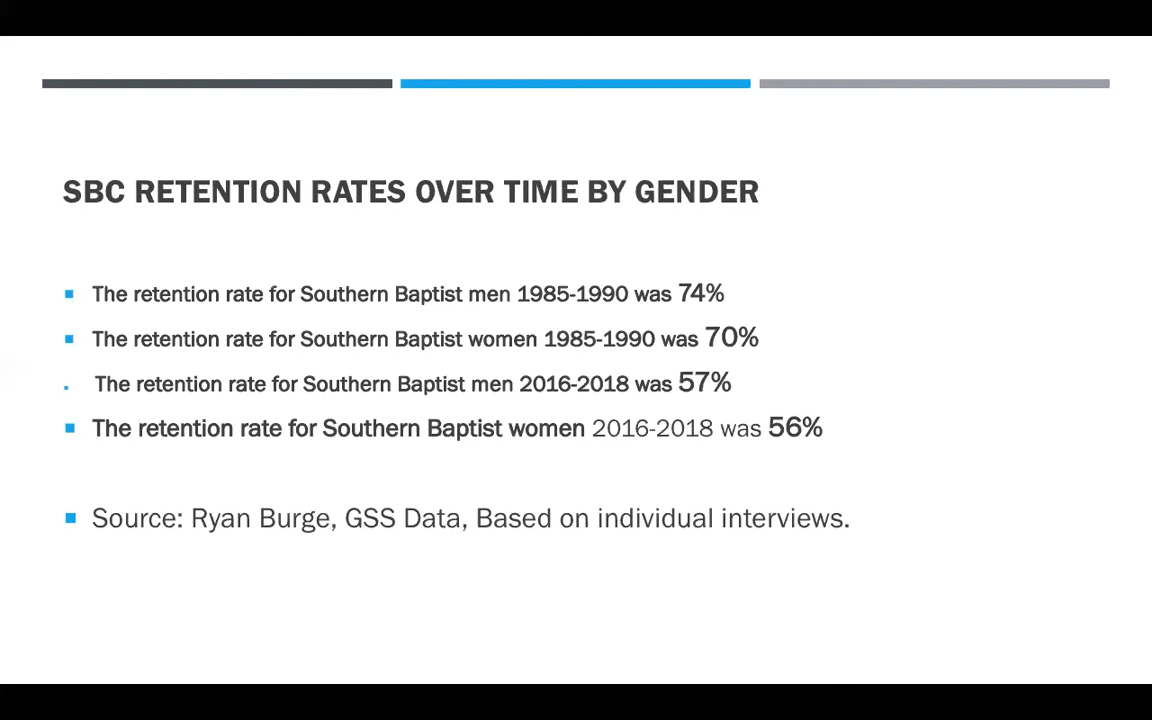 SBC RETENTION RATES OVER TIME BY GENDER
The retention rate for Southern Baptist men 1985-1990 was 74%
The retention rate for Southern Baptist women 1985-1990 was 70%
The retention rate for Southern Baptist men 2016-2018 was 57%
The retention rate for Southern Baptist women 2016-2018 was 56%
Source: Ryan Burge, GSS Data, Based on individual interviews.